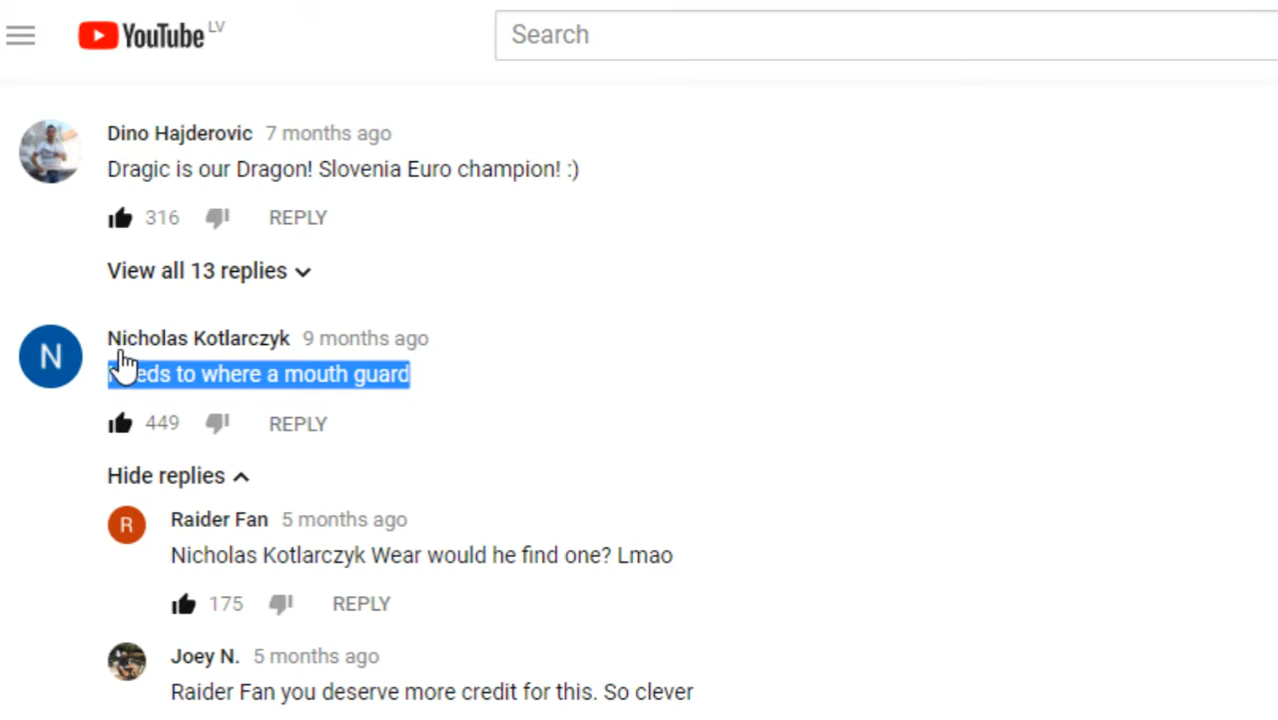 YouTube LV
Search
Dino Hajderovic 7 months ago
Dragic is our Dragon! Slovenia Euro champion! :)
316 REPLY
View all 13 replies
N
Nicholas Kotlarczyk 9 months ago
to where a mouth guard
449 REPLY
Hide replies
R
Raider Fan 5 months ago
Nicholas Kotlarczyk Wear would he find one? Lmao
175 REPLY
Joey N. 5 months ago
Raider Fan you deserve more credit for this. So clever